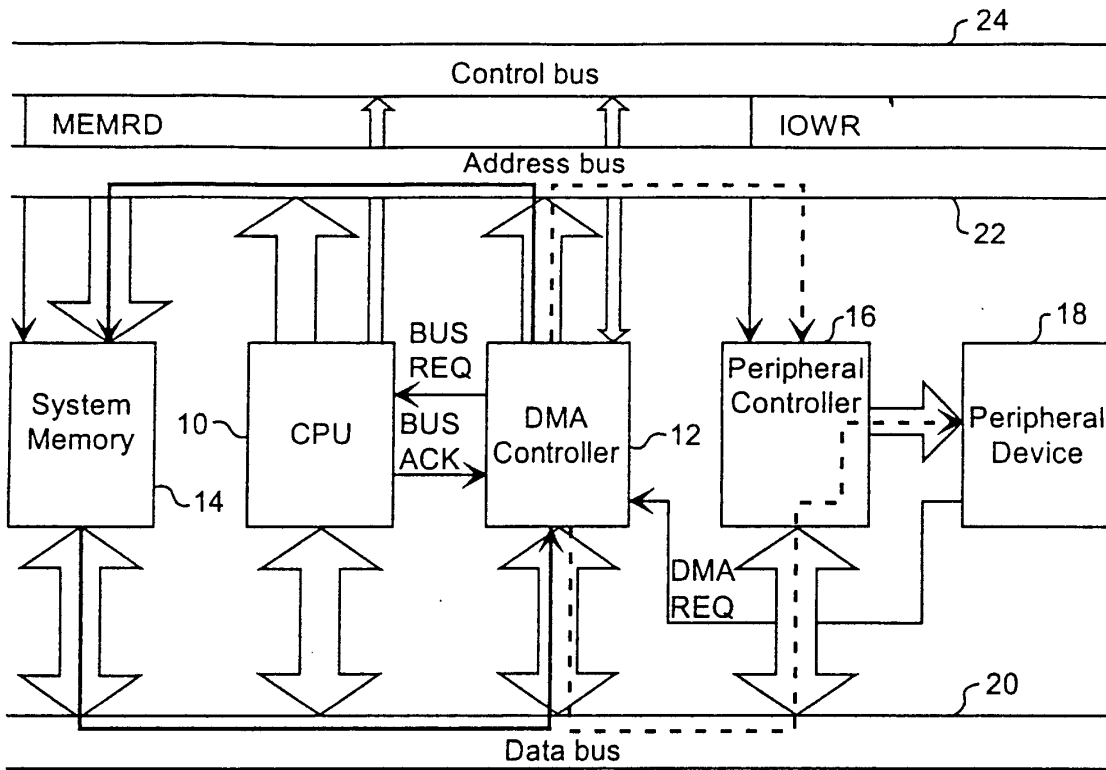 24
Control bus
MEMRD
IOWR
Address bus
22
BUS
REQ
16
18
System
Memory
10
CPU
BUS
ACK
DMA
Controller
12
Peripheral
Controller
Peripheral
Device
14
DMA
REQ
20
Data bus